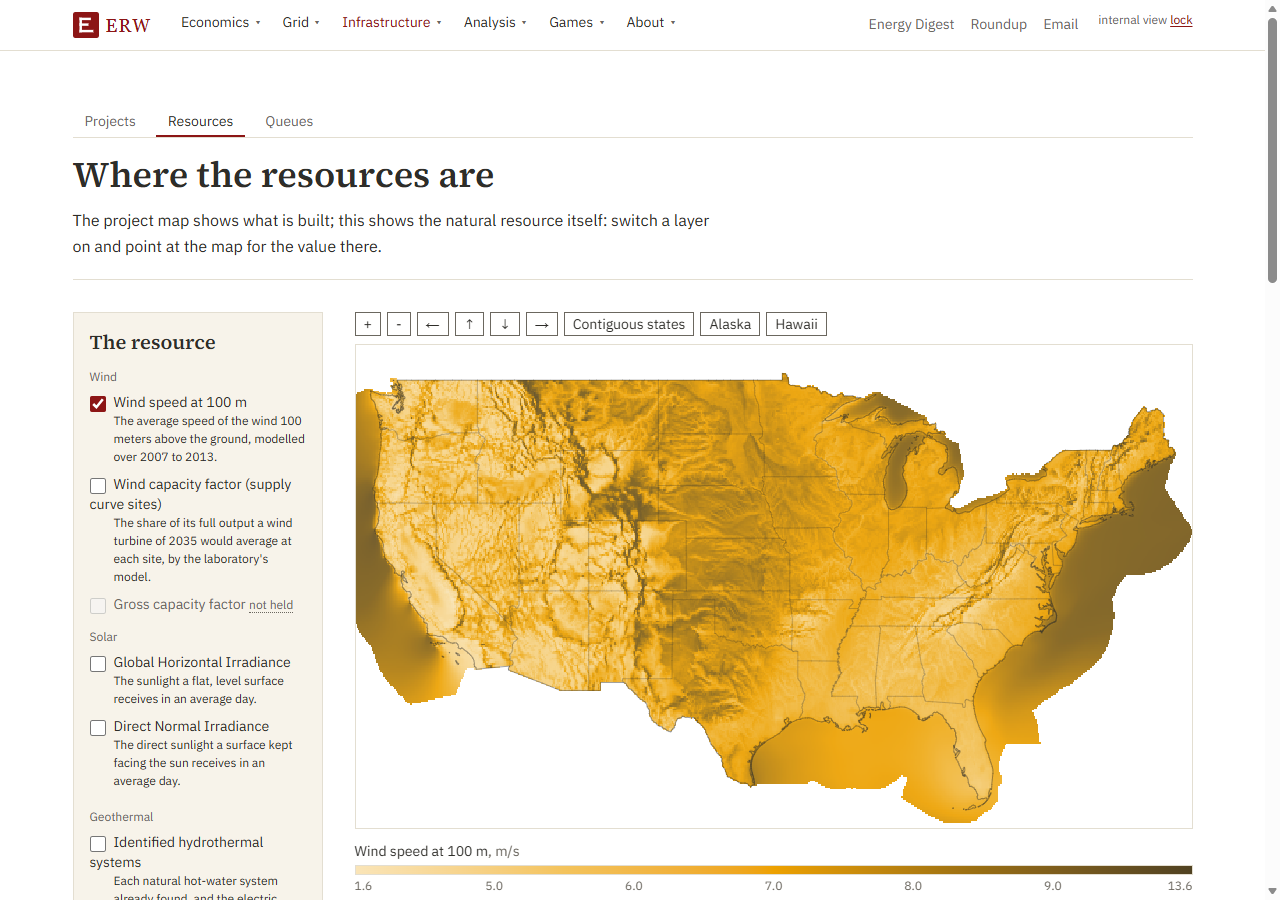 E ERW Economics Grid Infrastructure Analysis Games About Energy Digest Roundup Email internal view lock
Projects Resources Queues
Where the resources are
The project map shows what is built; this shows the natural resource itself: switch a layer
on and point at the map for the value there.
The resource
Wind
Wind speed at 100 m
The average speed of the wind 100
meters above the ground, modelled
over 2007 to 2013.
Wind capacity factor (supply
curve sites)
The share of its full output a wind
turbine of 2035 would average at
each site, by the laboratory's
model.
Gross capacity factor not held
Solar
Global Horizontal Irradiance
The sunlight a flat, level surface
receives in an average day.
Direct Normal Irradiance
The direct sunlight a surface kept
facing the sun receives in an
average day.
Geothermal
Identified hydrothermal
systems
Each natural hot-water system
already found, and the electric
+ - ← ↑ ↓ → Contiguous states Alaska Hawaii
Wind speed at 100 m, m/s
1.6 5.0 6.0 7.0 8.0 9.0 13.6